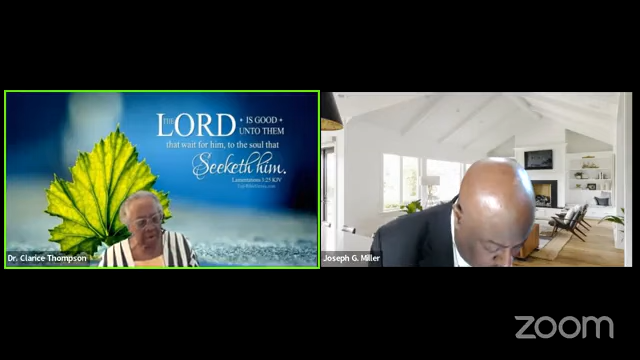 THE LORD • IS GOOD •
UNTO THEM
that wait for him, to the soul that
Seeketh him.
Lamentations 3:25 KJV
Dr. Clarice Thompson
Joseph G. Miller
zoom